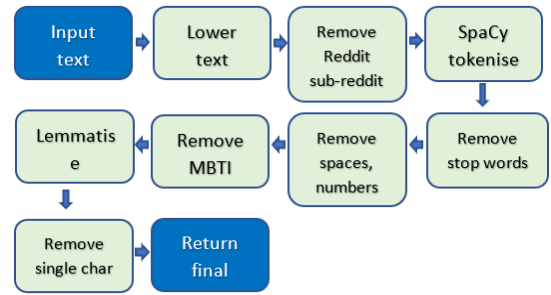 Input
text
Lower
text
Remove
Reddit
sub-reddit
SpaCy
tokenise
Lemmatis
e
Remove
MBTI
Remove
spaces,
numbers
Remove
stop words
Remove
single char
Return
final